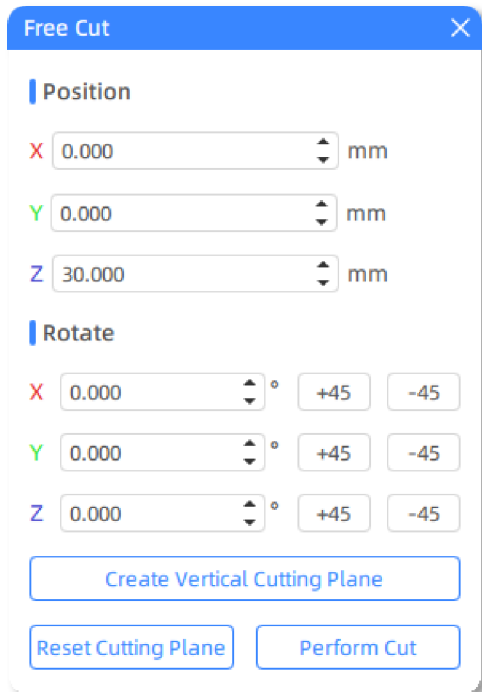 Free Cut
Position
X 0.000 mm
Y 0.000 mm
Z 30.000 mm
Rotate
X 0.000 ° +45 -45
Y 0.000 ° +45 -45
Z 0.000 ° +45 -45
Create Vertical Cutting Plane
Reset Cutting Plane Perform Cut